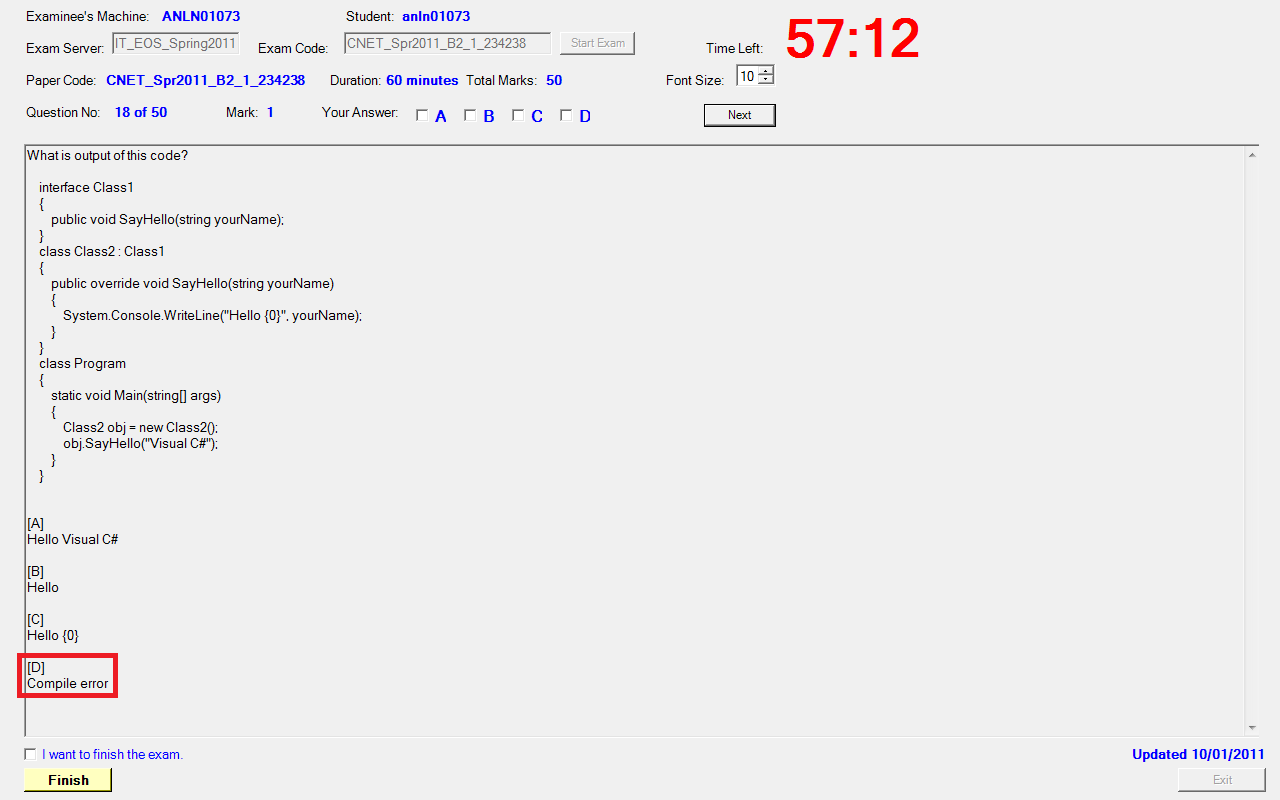 Examinee's Machine: ANLN01073 Student: anln01073
57:12
Exam Server: IT_EOS_Spring2011 Exam Code: CNET_Spr2011_B2_1_234238 Start Exam Time Left:
Paper Code: CNET_Spr2011_B2_1_234238 Duration: 60 minutes Total Marks: 50 Font Size: 10
Question No: 18 of 50 Mark: 1 Your Answer: A B C D Next
What is output of this code?
interface Class1
{
public void SayHello(string yourName);
}
class Class2 : Class1
{
public override void SayHello(string yourName)
{
System.Console.WriteLine("Hello {0}", yourName);
}
}
class Program
{
static void Main(string[] args)
{
Class2 obj = new Class2();
obj.SayHello("Visual C#");
}
}
[A]
Hello Visual C#
[B]
Hello
[C]
Hello {0}
[D]
Compile error
I want to finish the exam. Updated 10/01/2011
Finish Exit